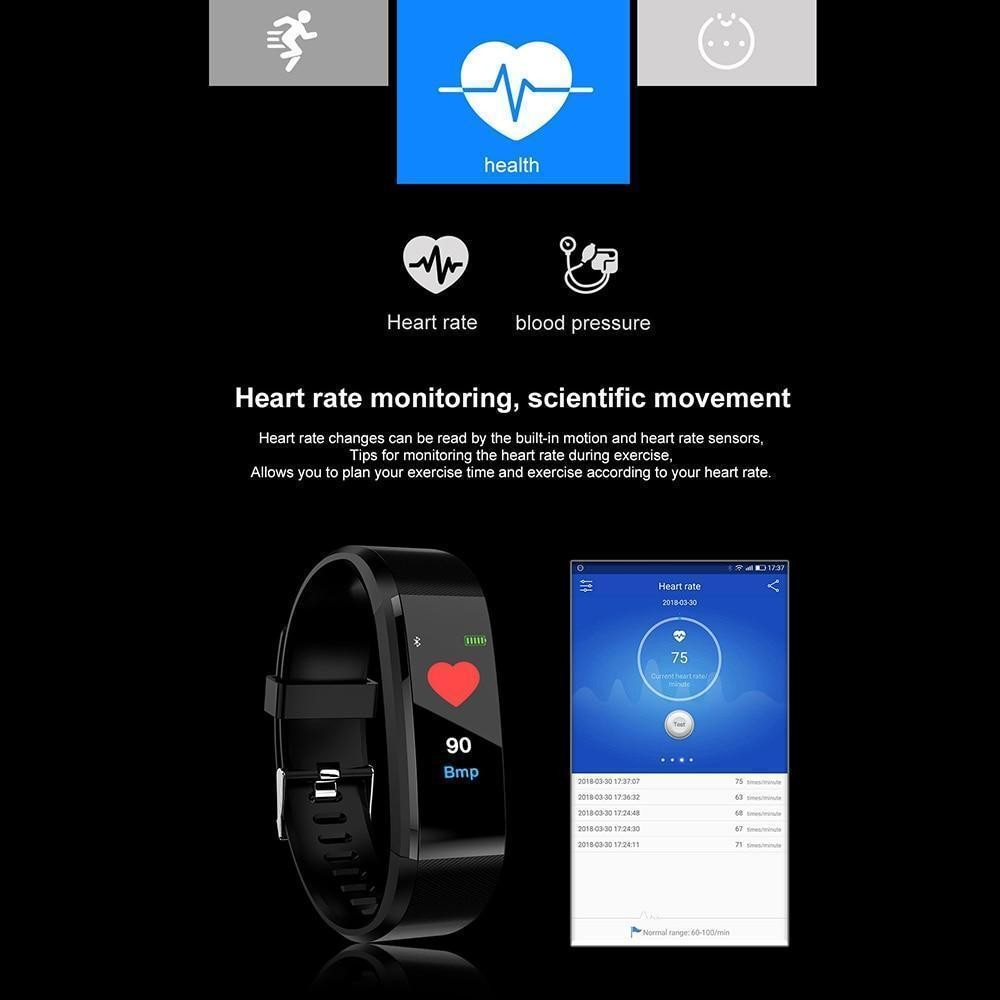 health
Heart rate
blood pressure
Heart rate monitoring, scientific movement
Heart rate changes can be read by the built-in motion and heart rate sensors,
Tips for monitoring the heart rate during exercise,
Allows you to plan your exercise time and exercise according to your heart rate.
90
Bmp
17:37
Heart rate
2018-03-30
75
Current heart rate/
minute
Test
2018-03-30 17:37:07 75 times/minute
2018-03-30 17:36:32 63 times/minute
2018-03-30 17:24:48 68 times/minute
2018-03-30 17:24:30 67 times/minute
2018-03-30 17:24:11 71 times/minute
Normal range: 60-100/min